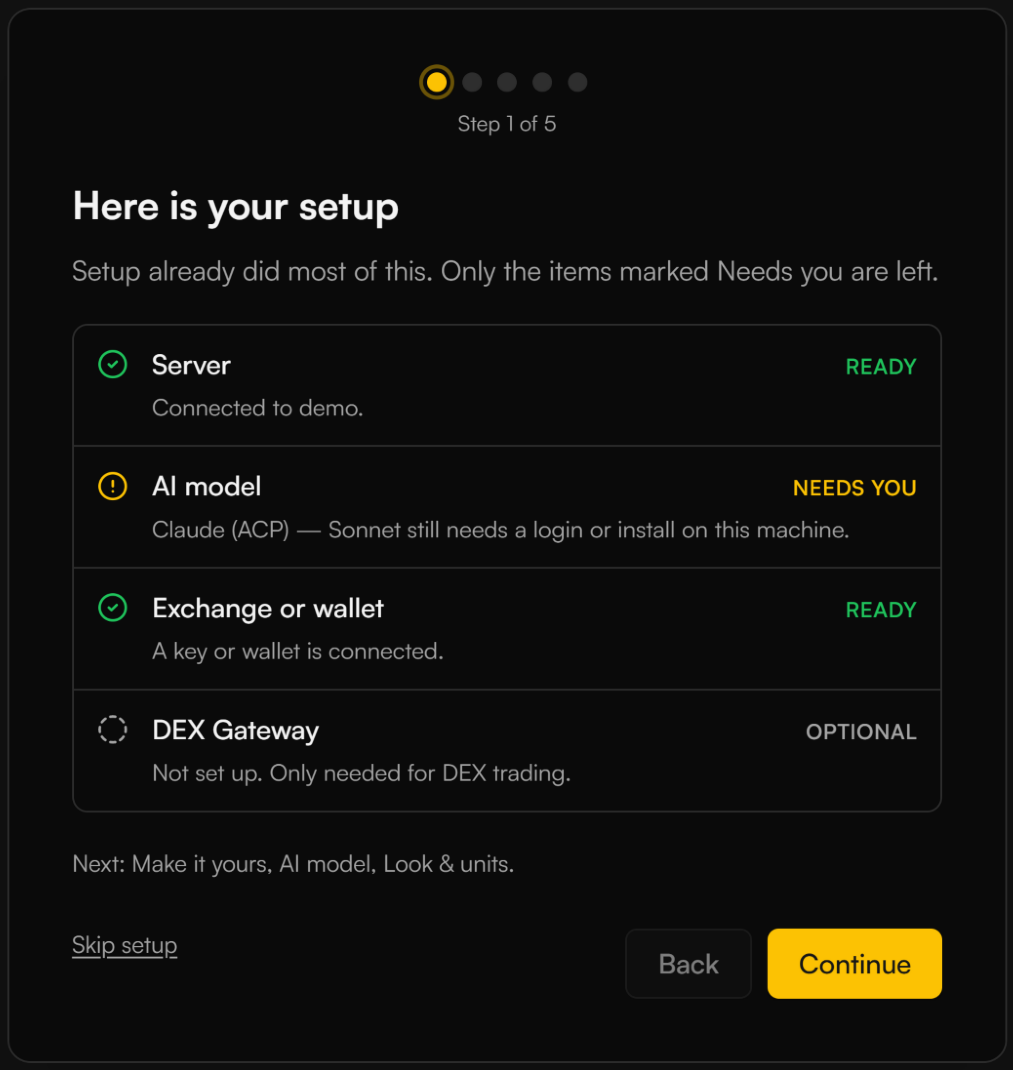 Step 1 of 5
Here is your setup
Setup already did most of this. Only the items marked Needs you are left.
Server
READY
Connected to demo.
AI model
NEEDS YOU
Claude (ACP) — Sonnet still needs a login or install on this machine.
Exchange or wallet
READY
A key or wallet is connected.
DEX Gateway
OPTIONAL
Not set up. Only needed for DEX trading.
Next: Make it yours, AI model, Look & units.
Skip setup
Back
Continue